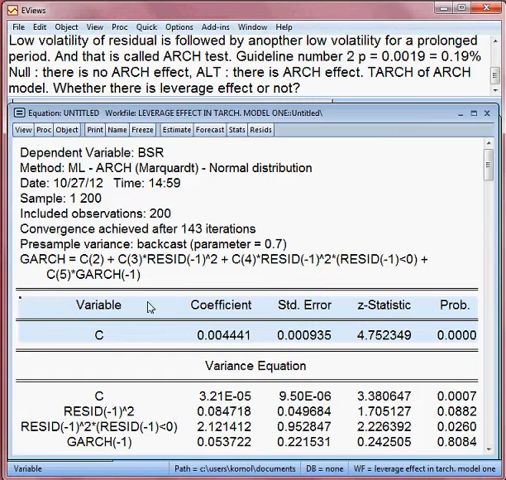 EViews
File Edit Object View Proc Quick Options Add-ins Window Help
Low volatility of residual is followed by anopther low volatility for a prolonged
period. And that is called ARCH test. Guideline number 2 p = 0.0019 = 0.19%
Null : there is no ARCH effect, ALT : there is ARCH effect. TARCH of ARCH
model. Whether there is leverage effect or not?
Equation: UNTITLED Workfile: LEVERAGE EFFECT IN TARCH. MODEL ONE::Untitled\
View Proc Object Print Name Freeze Estimate Forecast Stats Resids
Dependent Variable: BSR
Method: ML - ARCH (Marquardt) - Normal distribution
Date: 10/27/12 Time: 14:59
Sample: 1 200
Included observations: 200
Convergence achieved after 143 iterations
Presample variance: backcast (parameter = 0.7)
GARCH = C(2) + C(3)*RESID(-1)^2 + C(4)*RESID(-1)^2*(RESID(-1)<0) +
C(5)*GARCH(-1)
Variable Coefficient Std. Error z-Statistic Prob.
C 0.004441 0.000935 4.752349 0.0000
Variance Equation
C 3.21E-05 9.50E-06 3.380647 0.0007
RESID(-1)^2 0.084718 0.049684 1.705127 0.0882
RESID(-1)^2*(RESID(-1)<0) 2.121412 0.952847 2.226392 0.0260
GARCH(-1) 0.053722 0.221531 0.242505 0.8084
Variable Path = c:\users\komol\documents DB = none WF = leverage effect in tarch. model one